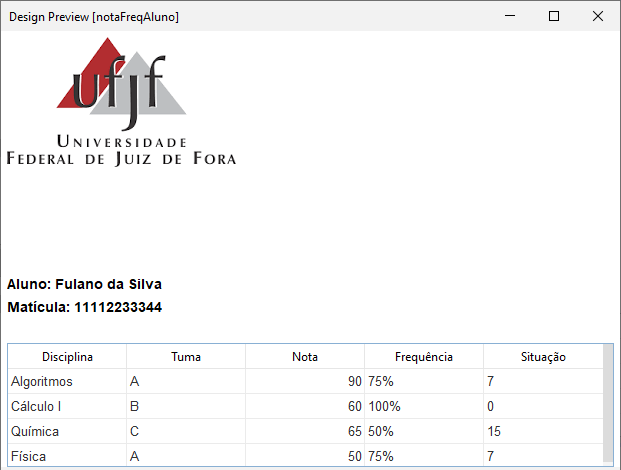 Design Preview [notaFreqAluno]
ufjf
UNIVERSIDADE
FEDERAL DE JUIZ DE FORA
Aluno: Fulano da Silva
Matícula: 11112233344
Disciplina Tuma Nota Frequência Situação
Algoritmos A 90 75% 7
Cálculo I B 60 100% 0
Química C 65 50% 15
Física A 50 75% 7